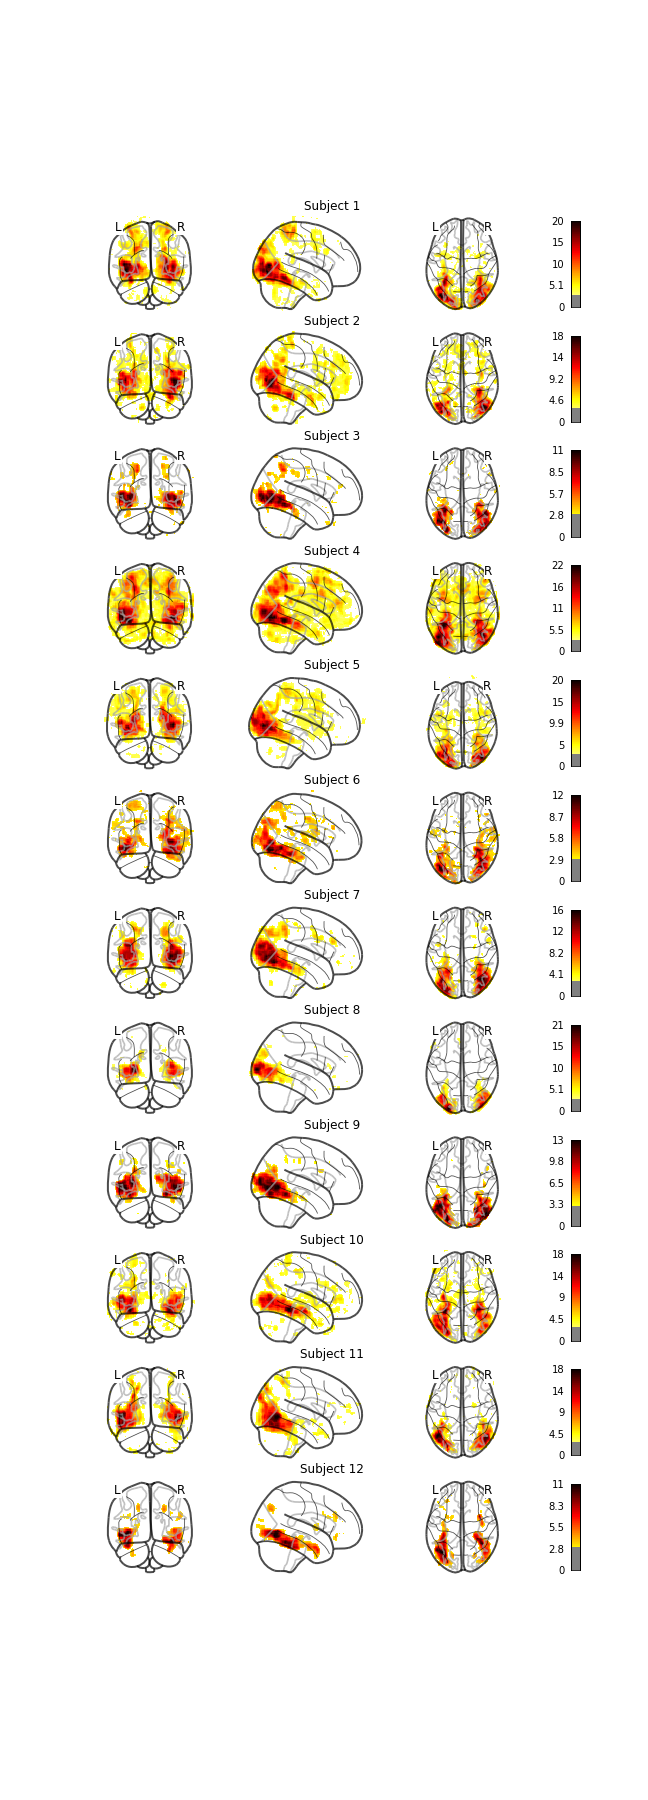 Subject 1
L R L R
20
15
10
5.1
0
Subject 2
L R L R
18
14
9.2
4.6
0
Subject 3
L R L R
11
8.5
5.7
2.8
0
Subject 4
L R L R
22
16
11
5.5
0
Subject 5
L R L R
20
15
9.9
5
0
Subject 6
L R L R
12
8.7
5.8
2.9
0
Subject 7
L R L R
16
12
8.2
4.1
0
Subject 8
L R L R
21
15
10
5.1
0
Subject 9
L R L R
13
9.8
6.5
3.3
0
Subject 10
L R L R
18
14
9
4.5
0
Subject 11
L R L R
18
14
9
4.5
0
Subject 12
L R L R
11
8.3
5.5
2.8
0